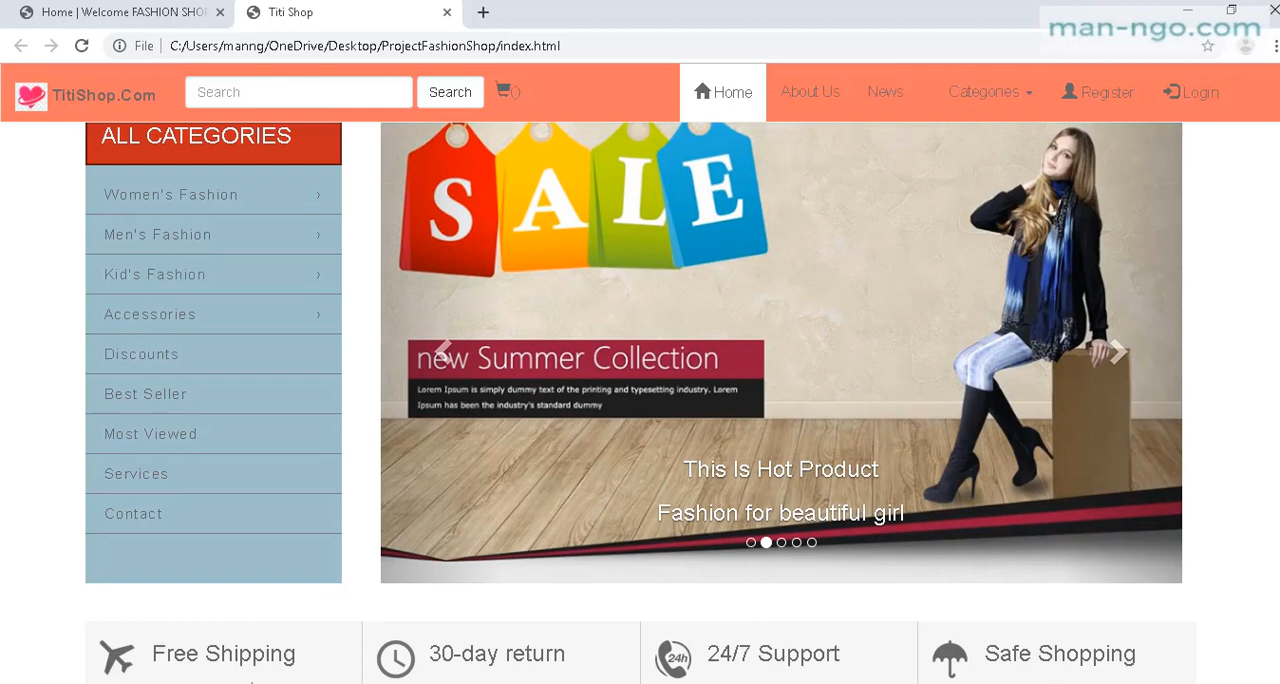 Home | Welcome FASHION SHOP
Titi Shop
man-ngo.com
File
C:/Users/manng/OneDrive/Desktop/ProjectFashionShop/index.html
TitiShop.Com
Search
Search
0
Home
About Us
News
Categories
Register
Login
ALL CATEGORIES
Women's Fashion ›
Men's Fashion ›
Kid's Fashion ›
Accessories ›
Discounts
Best Seller
Most Viewed
Services
Contact
SALE
new Summer Collection
Lorem Ipsum is simply dummy text of the printing and typesetting industry. Lorem
Ipsum has been the industry's standard dummy
This Is Hot Product
Fashion for beautiful girl
Free Shipping
30-day return
24h
24/7 Support
Safe Shopping